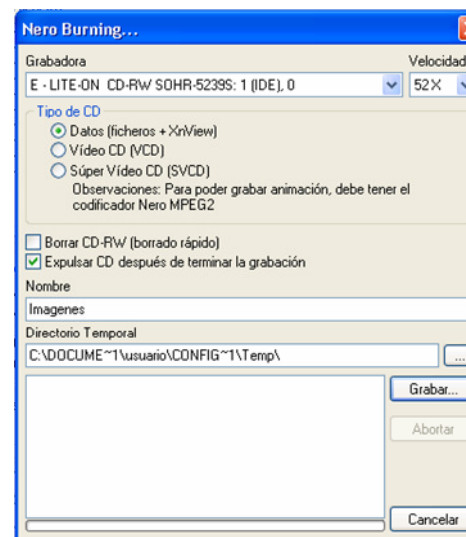 Nero Burning...
Grabadora
Velocidad
E - LITE-ON CD-RW SOHR-5239S: 1 (IDE), 0
52X
Tipo de CD
Datos (ficheros + XnView)
Vídeo CD (VCD)
Súper Vídeo CD (SVCD)
Observaciones: Para poder grabar animación, debe tener el
codificador Nero MPEG2
Borrar CD-RW (borrado rápido)
Expulsar CD después de terminar la grabación
Nombre
Imagenes
Directorio Temporal
C:\DOCUME~1\usuario\CONFIG~1\Temp\
...
Grabar...
Abortar
Cancelar